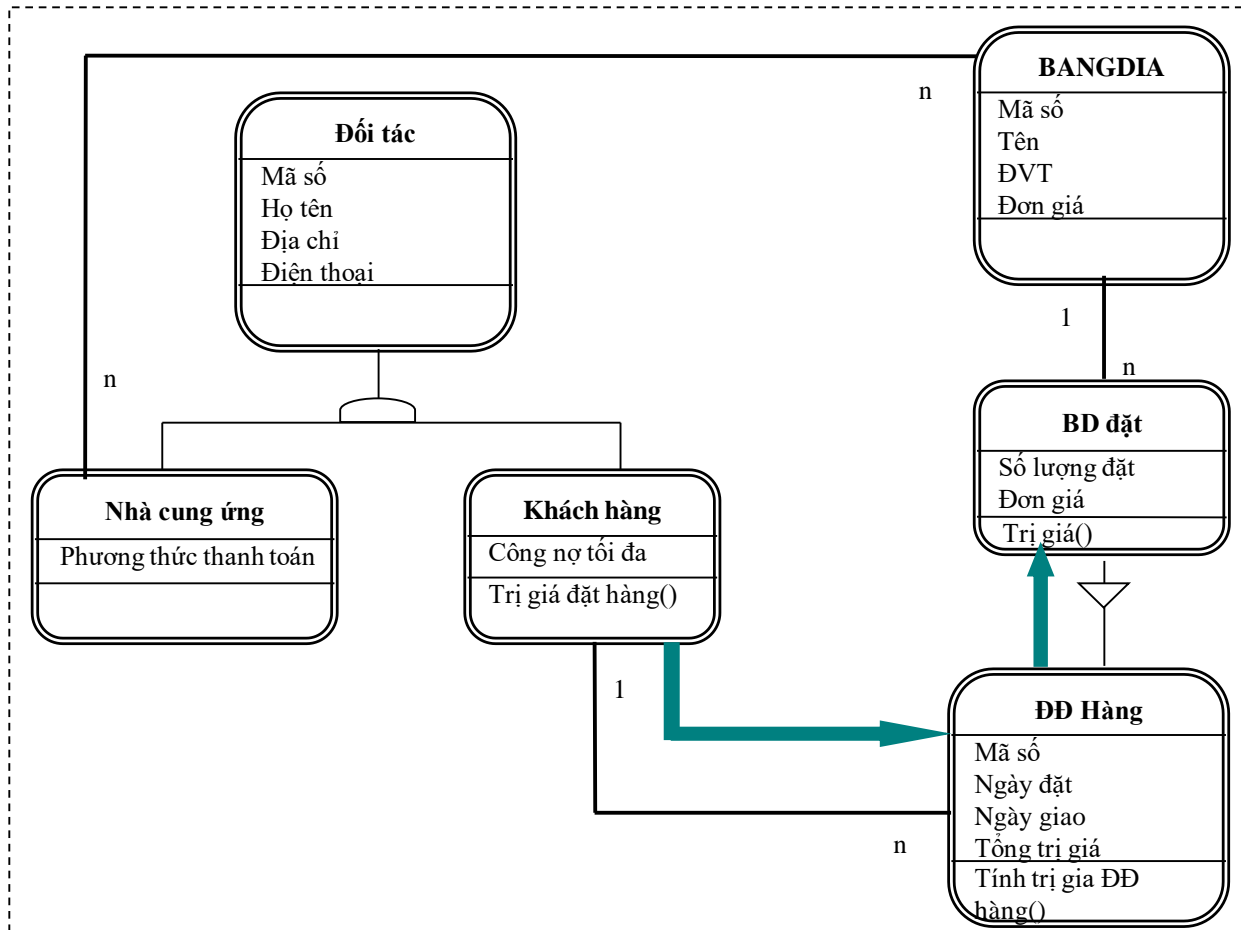 BANGDIA
Mã số
Tên
ĐVT
Đơn giá
n
Đối tác
Mã số
Họ tên
Địa chỉ
Điện thoại
1
n
n
BD đặt
Số lượng đặt
Đơn giá
Trị giá()
Nhà cung ứng
Phương thức thanh toán
Khách hàng
Công nợ tối đa
Trị giá đặt hàng()
1
n
ĐĐ Hàng
Mã số
Ngày đặt
Ngày giao
Tổng trị giá
Tính trị gia ĐĐ
hàng()